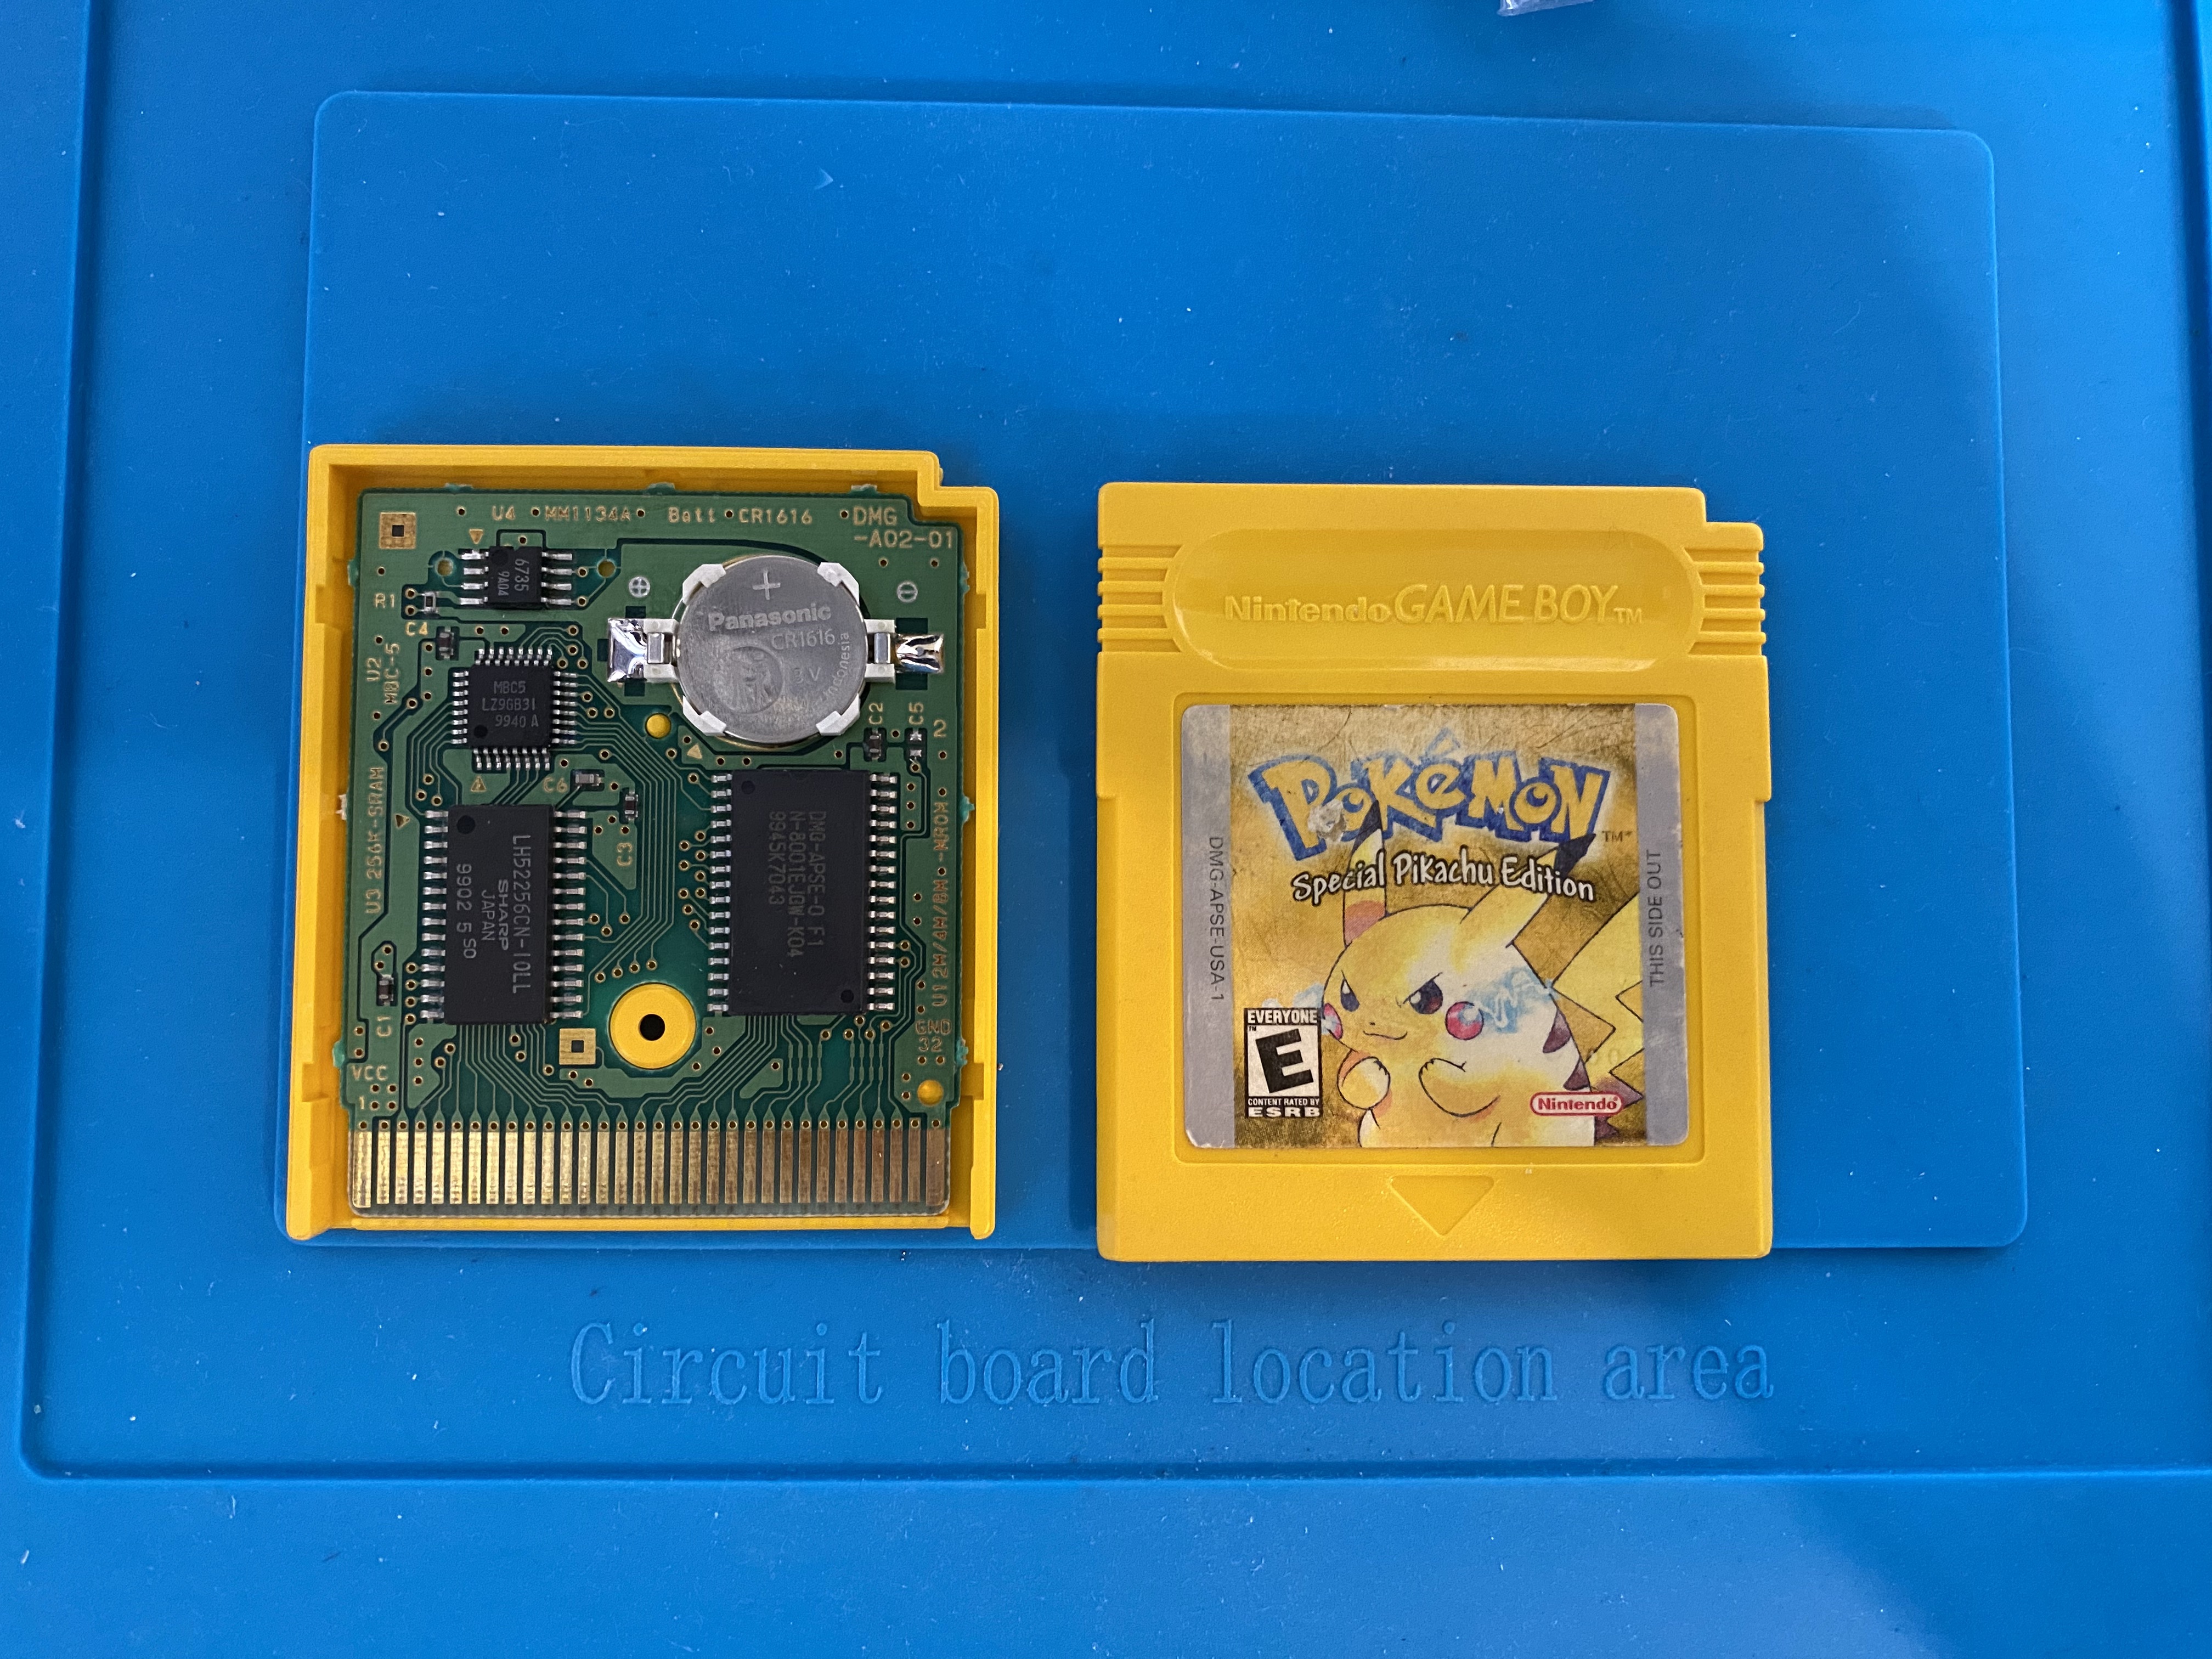 U4 MM1134A Batt CR1616 DMG
-A02-01
6735
9A04
R1
C4
+
Panasonic
CR1616
3V
Indonesia
U2
MBC-5
MBC5
LZ9GB31
9940 A
C2
C5
2
C6
C3
U3 256K-SRAM
LH52256CN-10LL
SHARP
JAPAN
9902 5 SO
DMG-APSE-0 F1
N-8001EJGW-K04
9945K7043
U1 2M/4M/8M-MROM
C1
VCC
1
GND
32
Nintendo GAME BOY TM
POKéMON TM
Special Pikachu Edition
DMG-APSE-USA-1
THIS SIDE OUT
EVERYONE
TM
E
CONTENT RATED BY
ESRB
Nintendo®
Circuit board location area